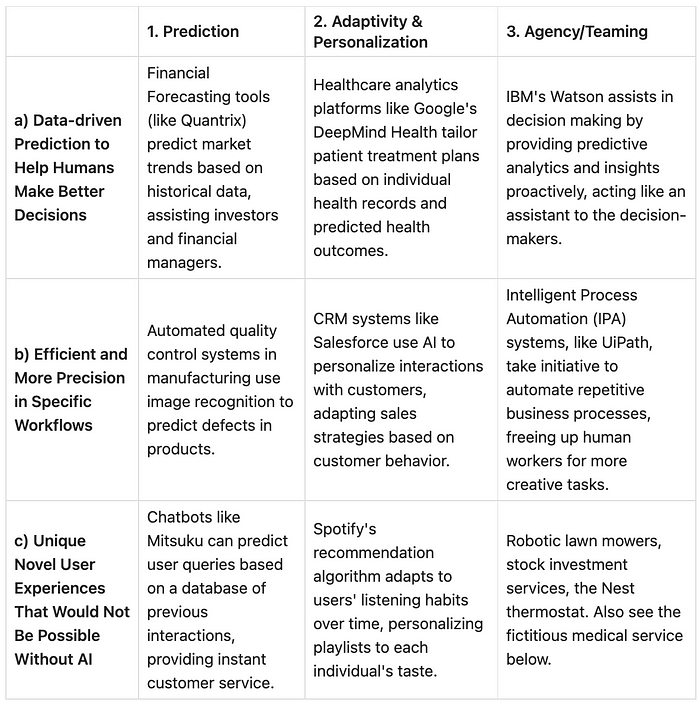 1. Prediction
2. Adaptivity &
Personalization
3. Agency/Teaming
a) Data-driven
Prediction to
Help Humans
Make Better
Decisions
Financial
Forecasting tools
(like Quantrix)
predict market
trends based on
historical data,
assisting investors
and financial
managers.
Healthcare analytics
platforms like Google's
DeepMind Health tailor
patient treatment plans
based on individual
health records and
predicted health
outcomes.
IBM's Watson assists in
decision making by
providing predictive
analytics and insights
proactively, acting like an
assistant to the decision-
makers.
b) Efficient and
More Precision
in Specific
Workflows
Automated quality
control systems in
manufacturing use
image recognition to
predict defects in
products.
CRM systems like
Salesforce use AI to
personalize interactions
with customers,
adapting sales
strategies based on
customer behavior.
Intelligent Process
Automation (IPA)
systems, like UiPath,
take initiative to
automate repetitive
business processes,
freeing up human
workers for more
creative tasks.
c) Unique
Novel User
Experiences
That Would Not
Be Possible
Without AI
Chatbots like
Mitsuku can predict
user queries based
on a database of
previous
interactions,
providing instant
customer service.
Spotify's
recommendation
algorithm adapts to
users' listening habits
over time, personalizing
playlists to each
individual's taste.
Robotic lawn mowers,
stock investment
services, the Nest
thermostat. Also see the
fictitious medical service
below.